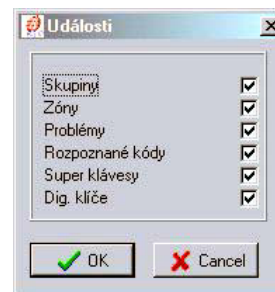 Události
Skupiny
Zóny
Problémy
Rozpoznané kódy
Super klávesy
Dig. klíče
OK
Cancel